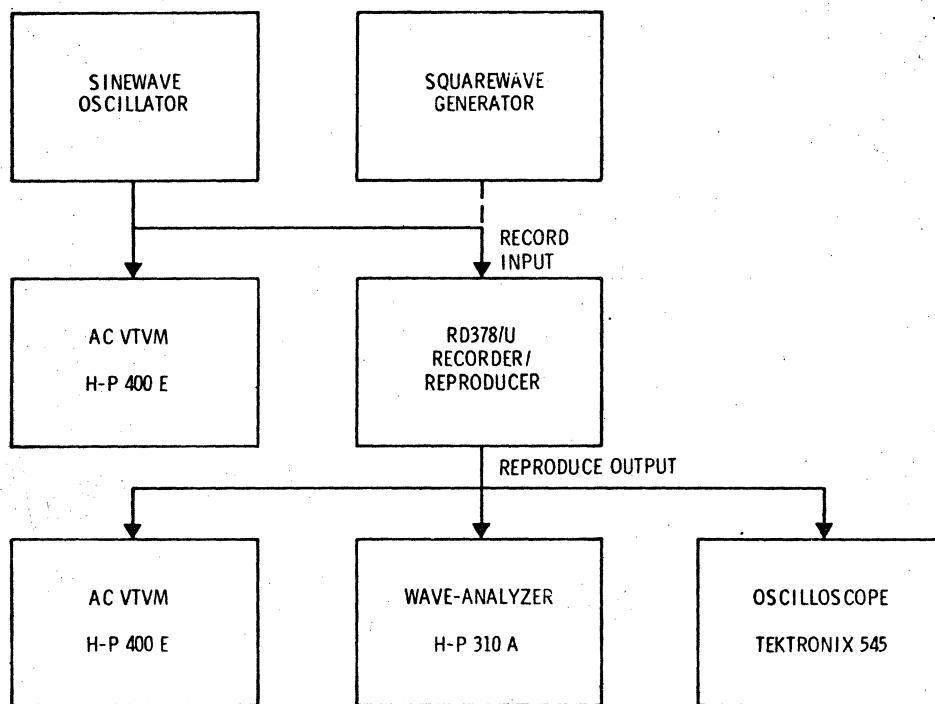 SINEWAVE
OSCILLATOR
SQUAREWAVE
GENERATOR
RECORD
INPUT
AC VTVM
H-P 400 E
RD378/U
RECORDER/
REPRODUCER
REPRODUCE OUTPUT
AC VTVM
H-P 400 E
WAVE-ANALYZER
H-P 310 A
OSCILLOSCOPE
TEKTRONIX 545